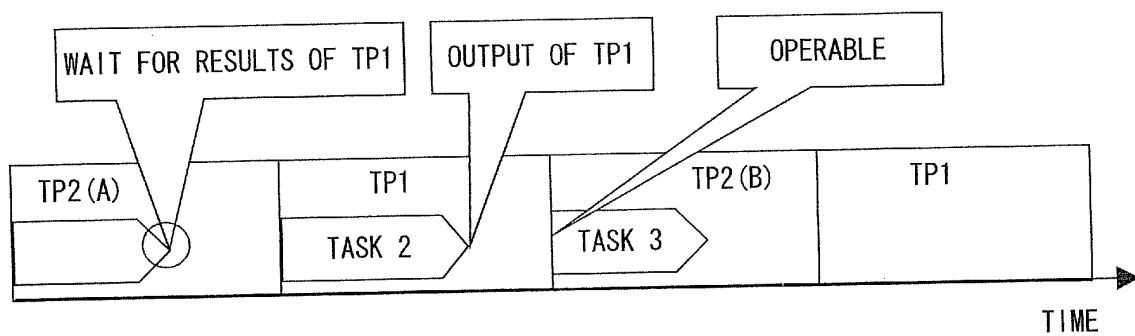 WAIT FOR RESULTS OF TP1
OUTPUT OF TP1
OPERABLE
TP2(A)
TP1
TP2(B)
TP1
TASK 2
TASK 3
TIME